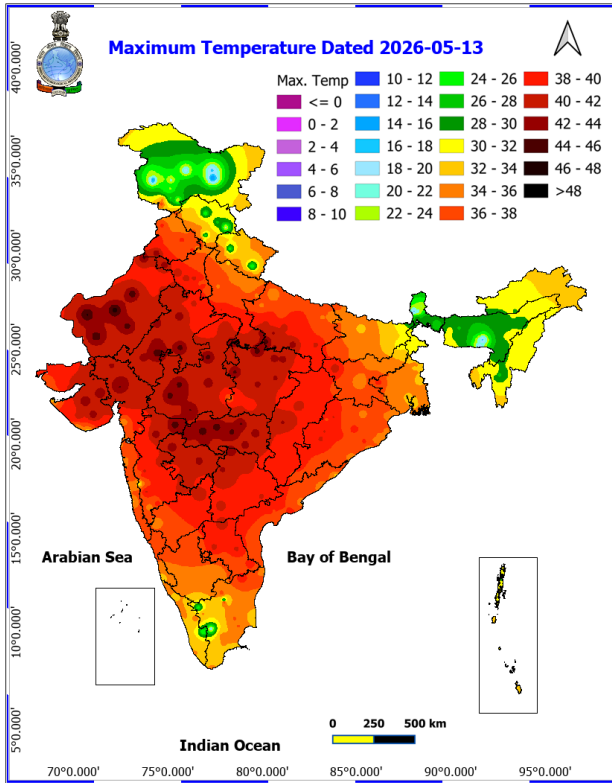 Maximum Temperature Dated 2026-05-13
Max. Temp
<= 0
0 - 2
2 - 4
4 - 6
6 - 8
8 - 10
10 - 12
12 - 14
14 - 16
16 - 18
18 - 20
20 - 22
22 - 24
24 - 26
26 - 28
28 - 30
30 - 32
32 - 34
34 - 36
36 - 38
38 - 40
40 - 42
42 - 44
44 - 46
46 - 48
>48
40°0.000'
35°0.000'
30°0.000'
25°0.000'
20°0.000'
15°0.000'
10°0.000'
5°0.000'
Arabian Sea
Bay of Bengal
Indian Ocean
0 250 500 km
70°0.000' 75°0.000' 80°0.000' 85°0.000' 90°0.000' 95°0.000'